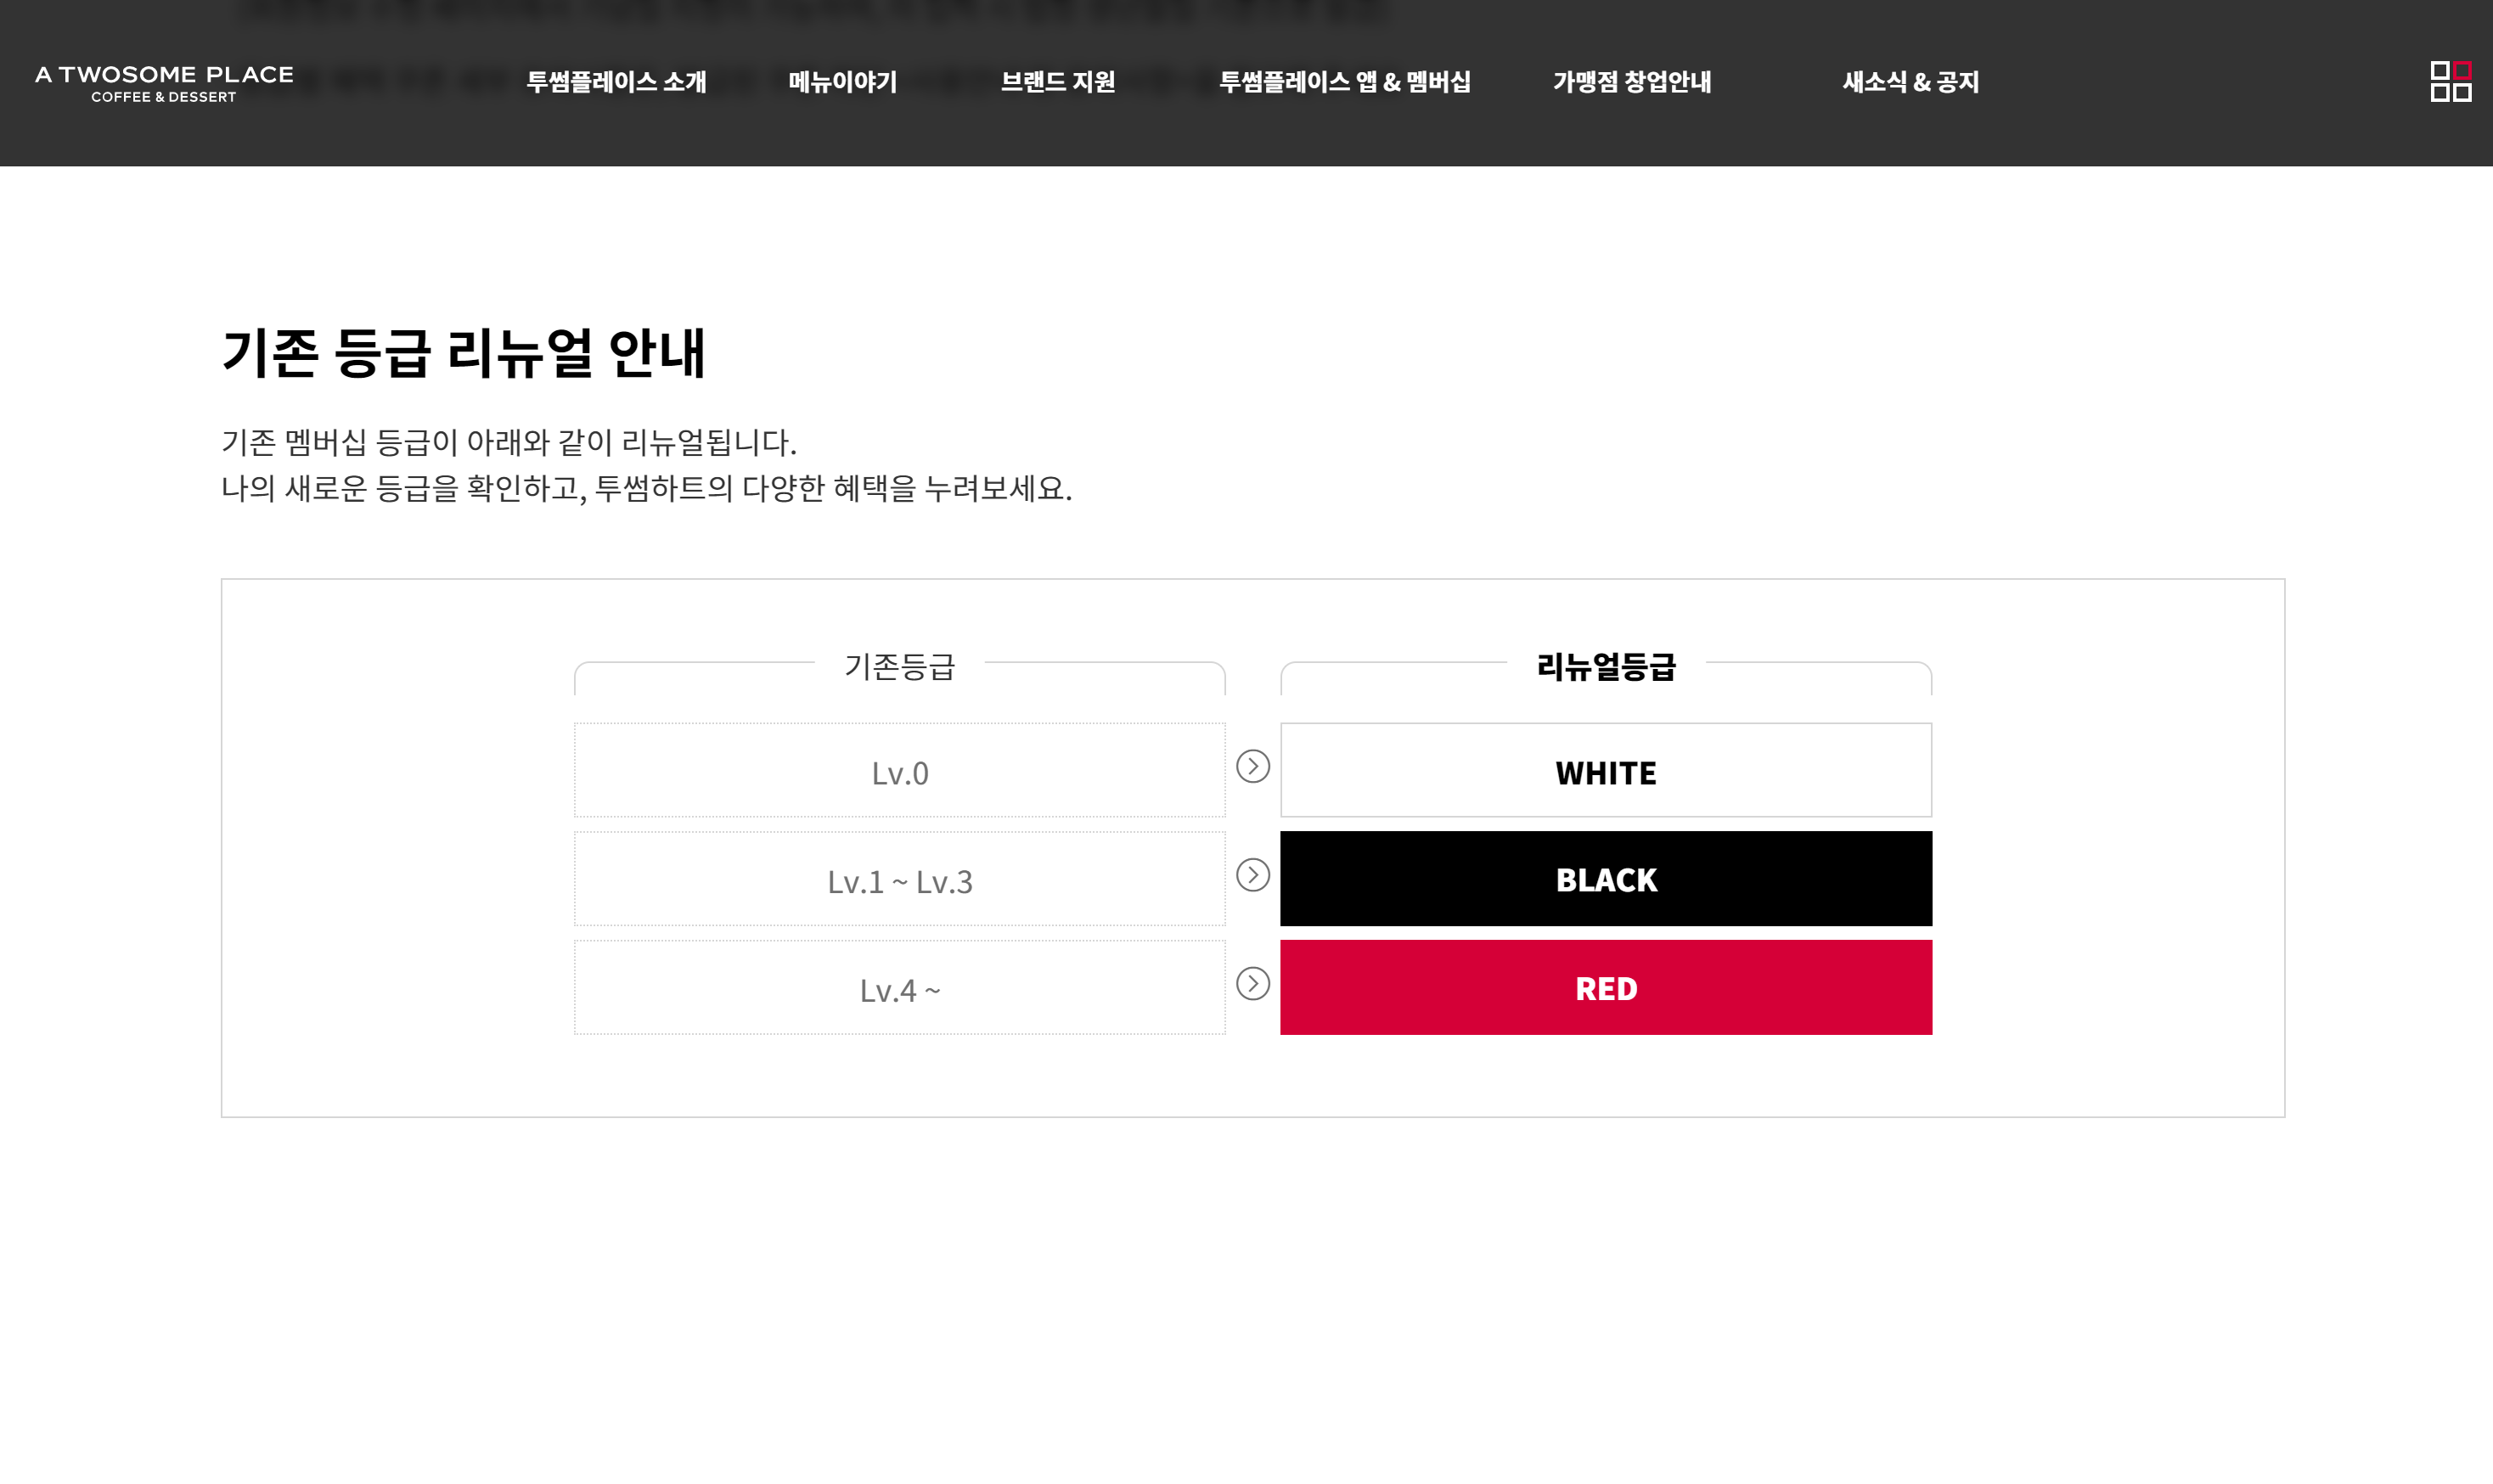 A TWOSOME PLACE
COFFEE & DESSERT
투썸플레이스 소개
메뉴이야기
브랜드 지원
투썸플레이스 앱 & 멤버십
가맹점 창업안내
새소식 & 공지
기존 등급 리뉴얼 안내
기존 멤버십 등급이 아래와 같이 리뉴얼됩니다.
나의 새로운 등급을 확인하고, 투썸하트의 다양한 혜택을 누려보세요.
기존등급
리뉴얼등급
Lv.0
WHITE
Lv.1 ~ Lv.3
BLACK
Lv.4 ~
RED